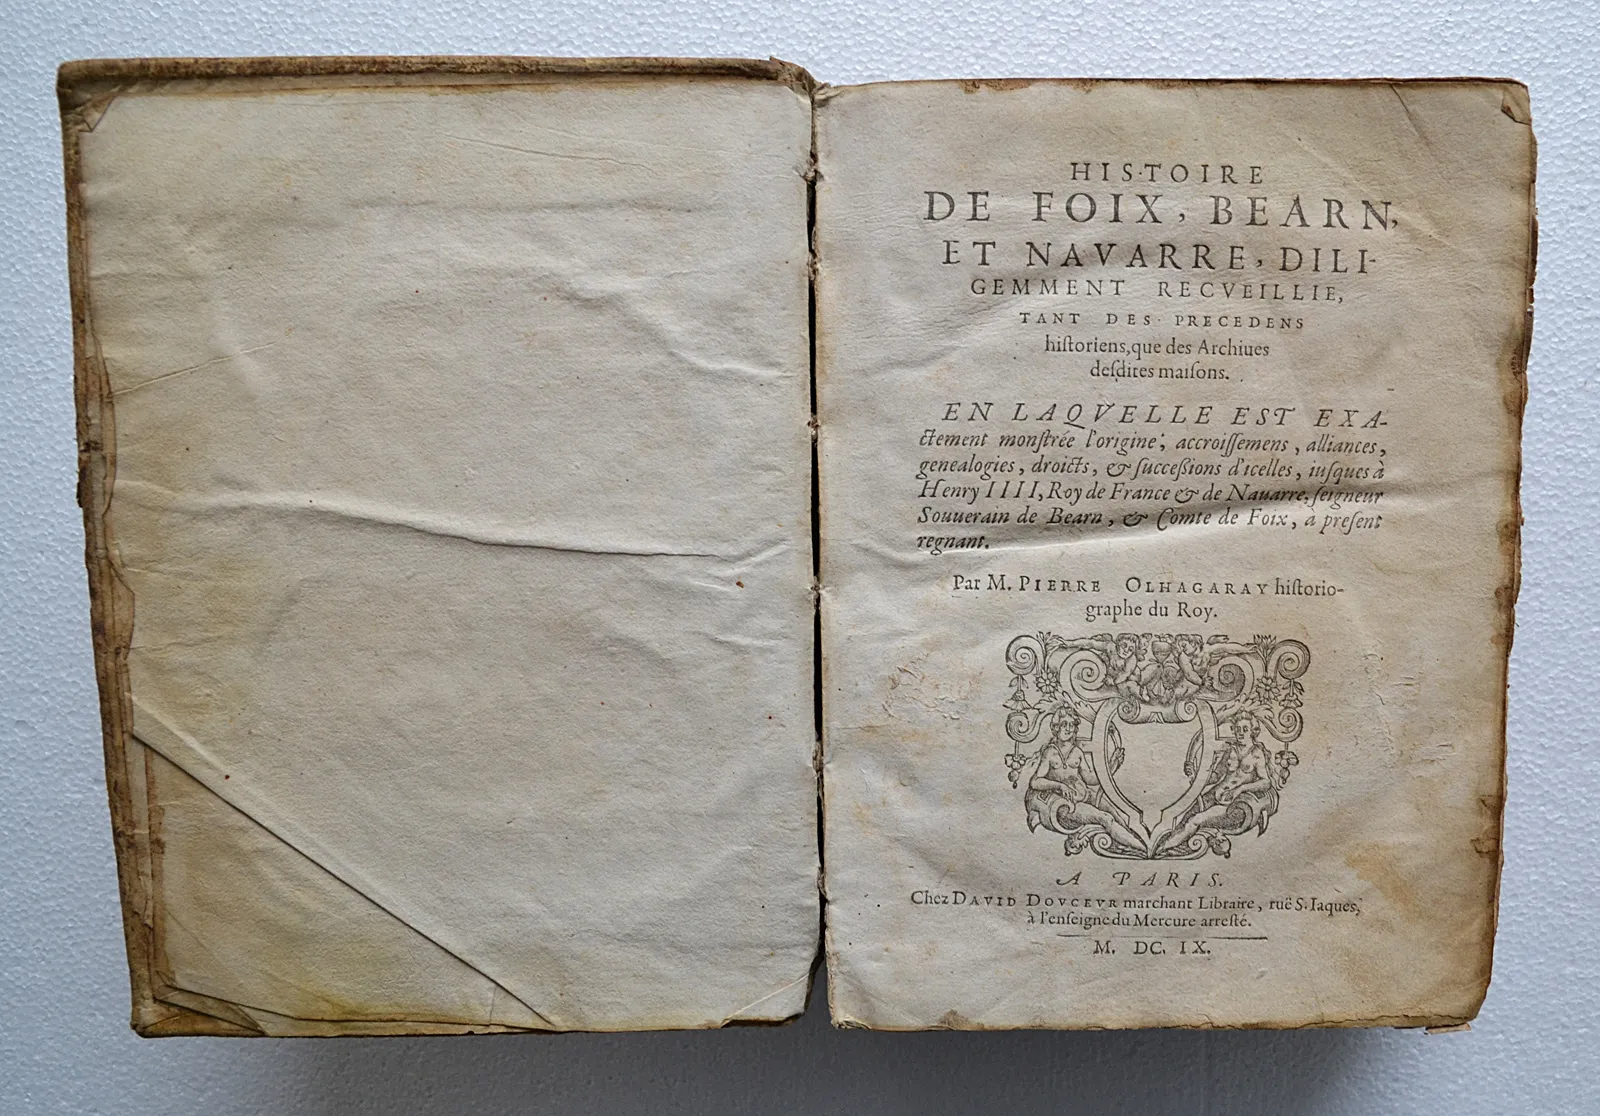 HISTOIRE
DE FOIX, BEARN,
ET NAVARRE, DILI-
GEMMENT RECVEILLIE,
TANT DES PRECEDENS
hiſtoriens, que des Archiues
deſdites maiſons.
EN LAQVELLE EST EXA-
ctement monſtrée l'origine, accroiſſemens, alliances,
genealogies, droicts, & ſucceßions d'icelles, iuſques à
Henry IIII, Roy de France & de Nauarre, ſeigneur
Souuerain de Bearn, & Comte de Foix, à preſent
regnant.
Par M. PIERRE OLHAGARAY hiſtorio-
graphe du Roy.
A PARIS.
Chez DAVID DOVCEVR marchant Libraire, ruë S. Iaques,
à l'enſeigne du Mercure arreſté.
M. DC. IX.